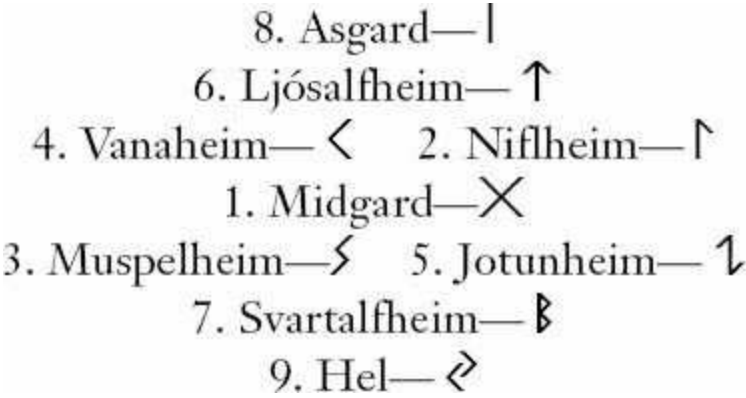 8. Asgard—ᛁ
6. Ljósalfheim—ᛏ
4. Vanaheim—ᚲ 2. Niflheim—ᛚ
1. Midgard—ᚷ
3. Muspelheim—ᛊ 5. Jotunheim—ᛇ
7. Svartalfheim—ᛒ
9. Hel—ᛃ